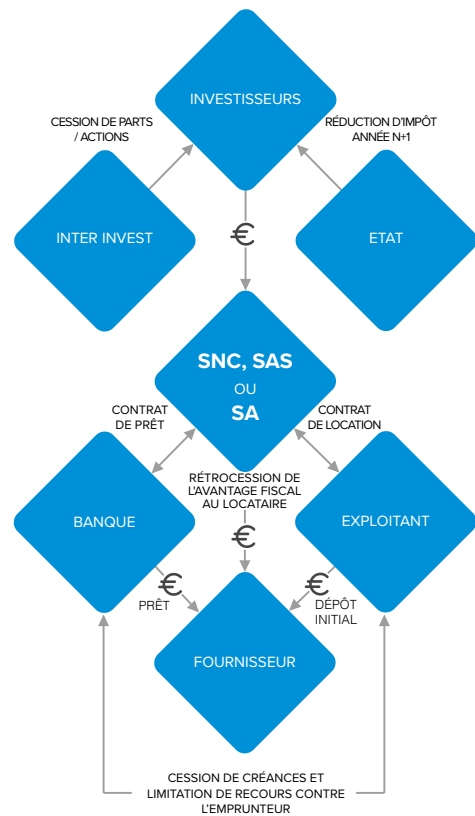 INVESTISSEURS
CESSION DE PARTS
/ ACTIONS
RÉDUCTION D'IMPÔT
ANNÉE N+1
INTER INVEST
ETAT
€
SNC, SAS
OU
SA
CONTRAT
DE PRÊT
CONTRAT
DE LOCATION
RÉTROCESSION DE
L'AVANTAGE FISCAL
AU LOCATAIRE
BANQUE
EXPLOITANT
€
€
€
PRÊT
DÉPÔT
INITIAL
FOURNISSEUR
CESSION DE CRÉANCES ET
LIMITATION DE RECOURS CONTRE
L'EMPRUNTEUR